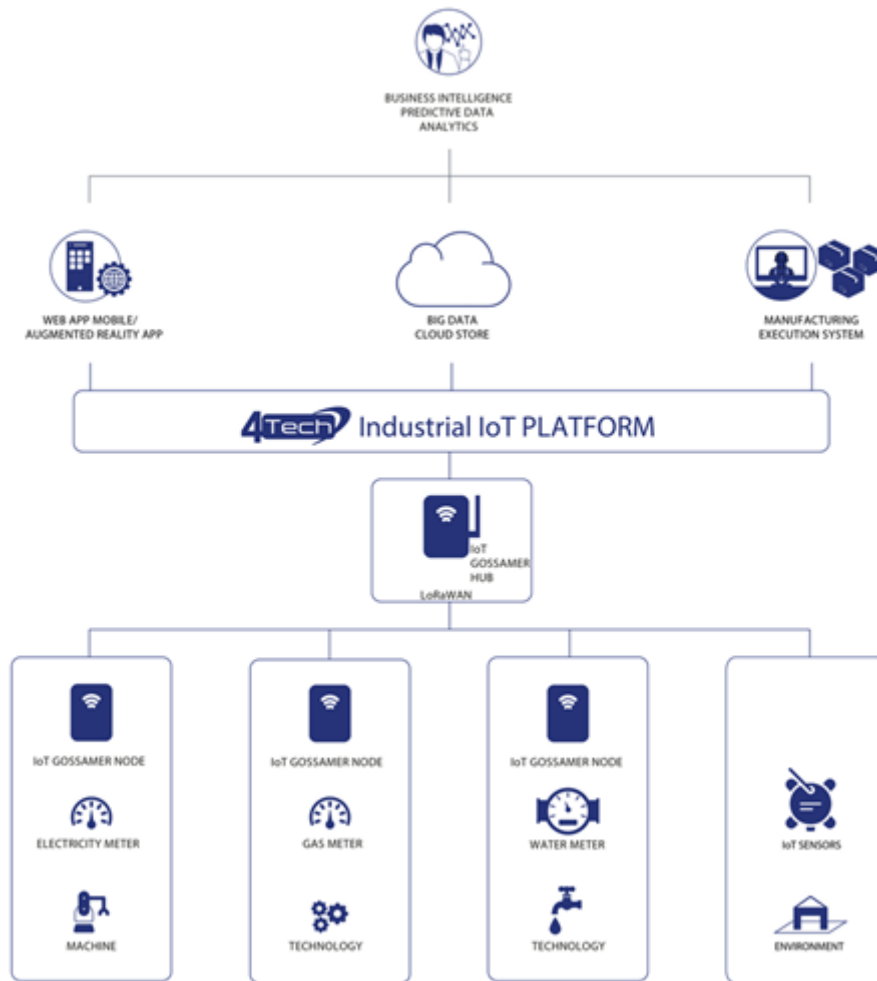 BUSINESS INTELLIGENCE
PREDICTIVE DATA
ANALYTICS
WEB APP MOBILE/
AUGMENTED REALITY APP
BIG DATA
CLOUD STORE
MANUFACTURING
EXECUTION SYSTEM
4Tech Industrial IoT PLATFORM
IoT
GOSSAMER
HUB
LoRaWAN
IoT GOSSAMER NODE
ELECTRICITY METER
MACHINE
IoT GOSSAMER NODE
GAS METER
TECHNOLOGY
IoT GOSSAMER NODE
WATER METER
TECHNOLOGY
IoT SENSORS
ENVIRONMENT